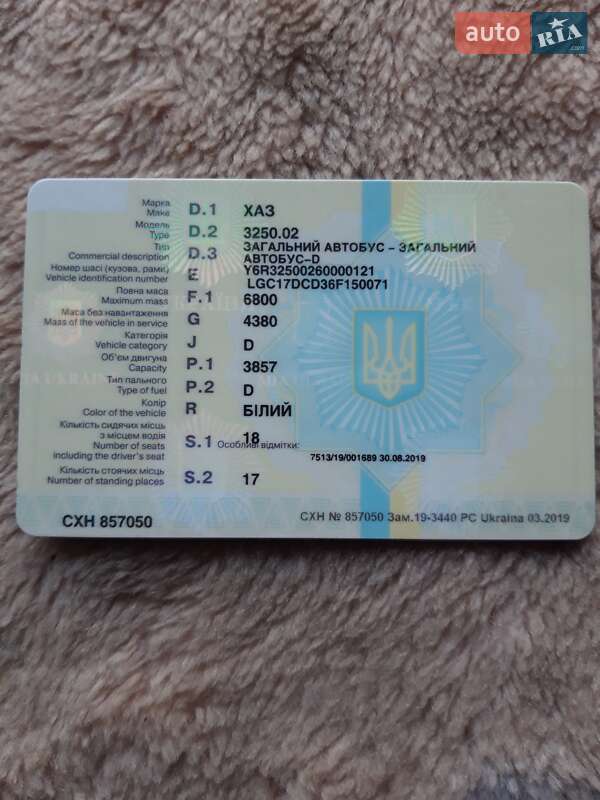 auto RIA .com
Марка
Make D.1 ХАЗ
Модель
Type D.2 3250.02
Тип
Commercial description D.3 ЗАГАЛЬНИЙ АВТОБУС – ЗАГАЛЬНИЙ
АВТОБУС-D
Номер шасі (кузова, рами)
Vehicle identification number E Y6R32500260000121
LGC17DCD36F150071
Повна маса
Maximum mass F.1 6800
Маса без навантаження
Mass of the vehicle in service G 4380
Категорія
Vehicle category J D
Об'єм двигуна
Capacity P.1 3857
Тип пального
Type of fuel P.2 D
Колір
Color of the vehicle R БІЛИЙ
Кількість сидячих місць
з місцем водія
Number of seats
including the driver's seat S.1 18
Особливі відмітки:
7513/19/001689 30.08.2019
Кількість стоячих місць
Number of standing places S.2 17
СХН 857050
СХН № 857050 Зам.19-3440 PC Ukraina 03.2019